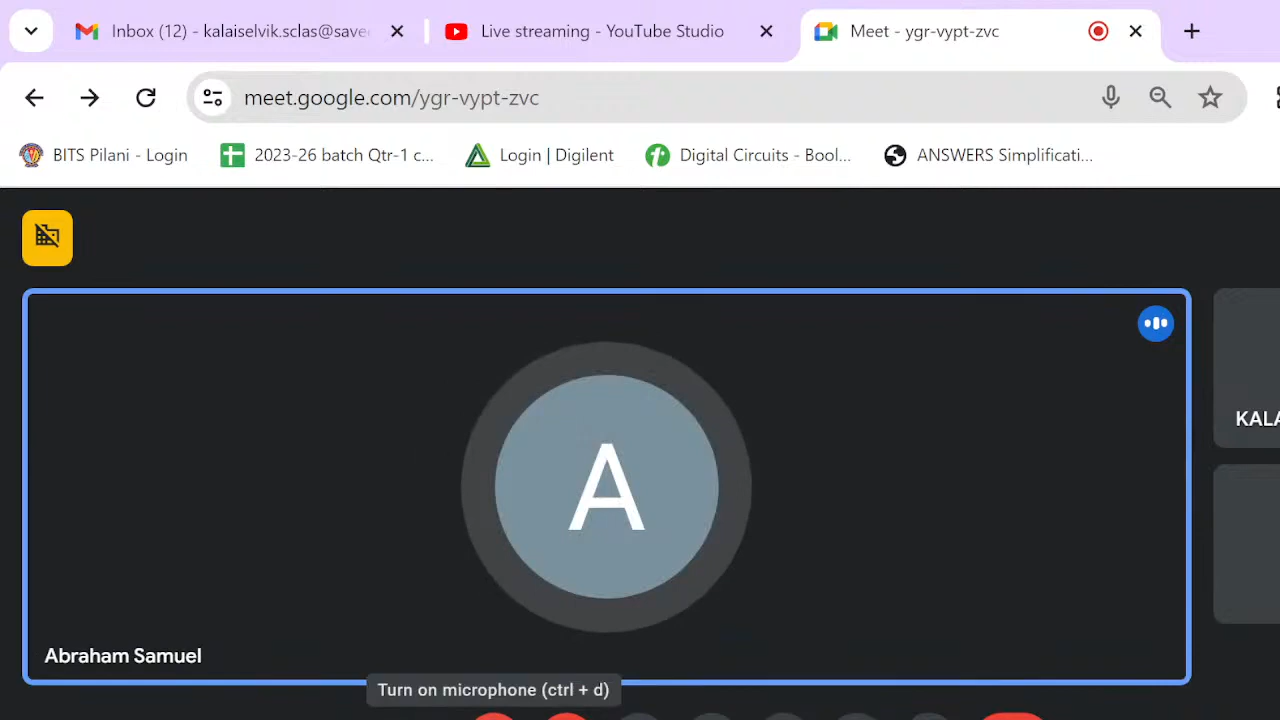 Inbox (12) - kalaiselvik.sclas@save
Live streaming - YouTube Studio
Meet - ygr-vypt-zvc
meet.google.com/ygr-vypt-zvc
BITS Pilani - Login
2023-26 batch Qtr-1 c...
Login | Digilent
Digital Circuits - Bool...
ANSWERS Simplificati...
A
KALA
Abraham Samuel
Turn on microphone (ctrl + d)